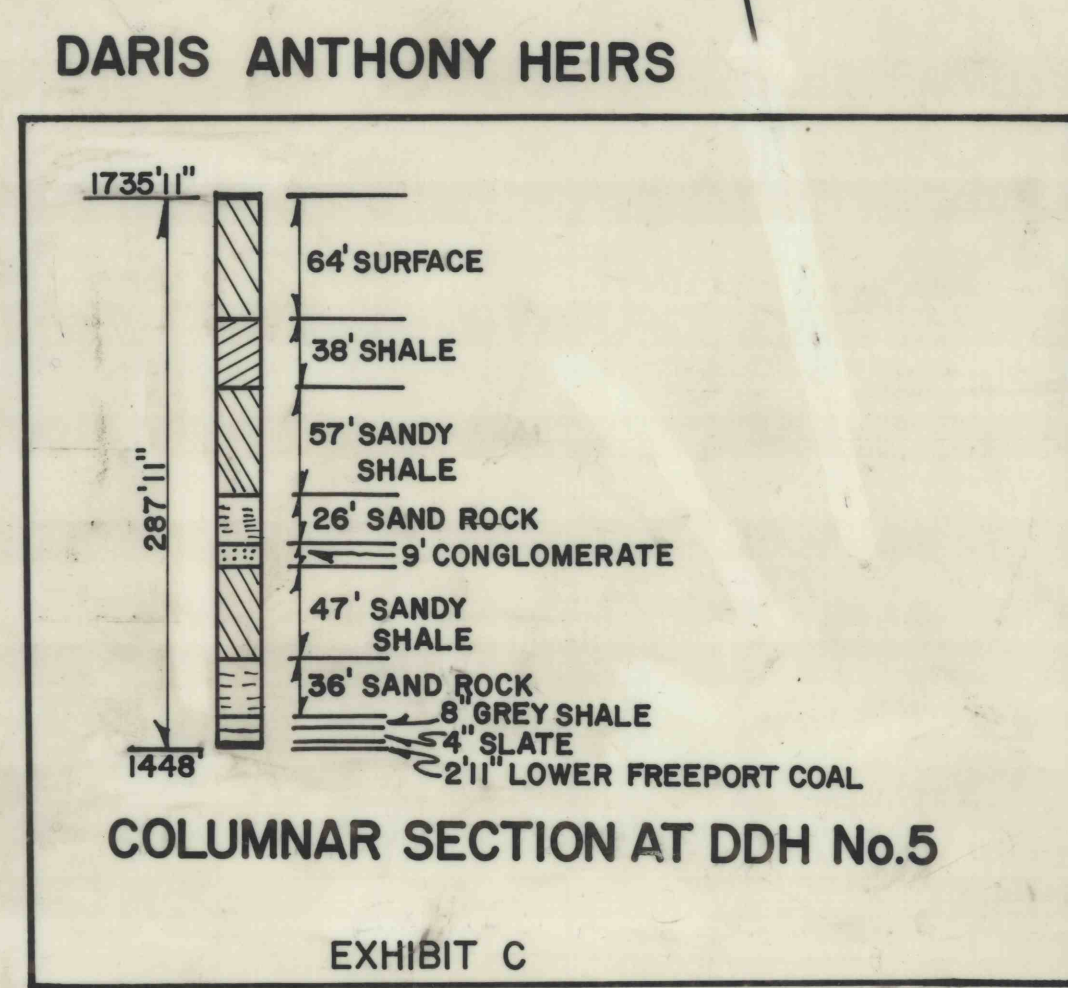 DARIS ANTHONY HEIRS
1735'11"
64' SURFACE
38' SHALE
57' SANDY
SHALE
287'11"
26' SAND ROCK
9' CONGLOMERATE
47' SANDY
SHALE
36' SAND ROCK
8" GREY SHALE
4" SLATE
1448'
2'11" LOWER FREEPORT COAL
COLUMNAR SECTION AT DDH No.5
EXHIBIT C